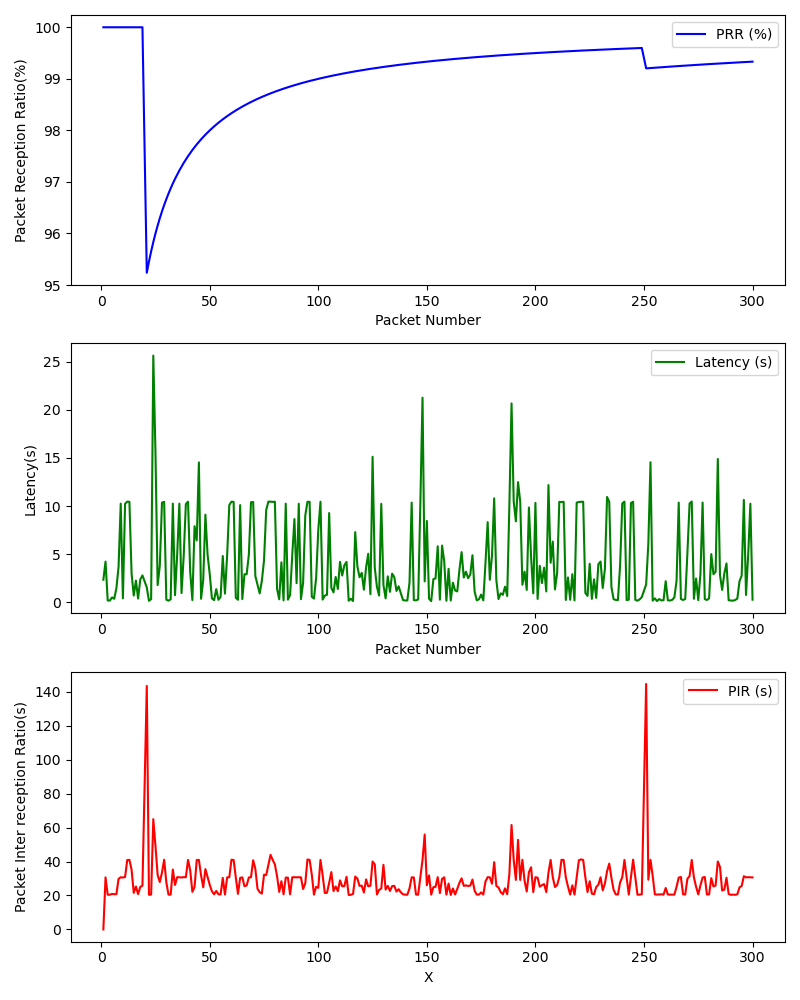 100
99
98
97
96
95
Packet Reception Ratio(%)
PRR (%)
0 50 100 150 200 250 300
Packet Number
25
20
15
10
5
0
Latency(s)
Latency (s)
0 50 100 150 200 250 300
Packet Number
140
120
100
80
60
40
20
0
Packet Inter reception Ratio(s)
PIR (s)
0 50 100 150 200 250 300
X